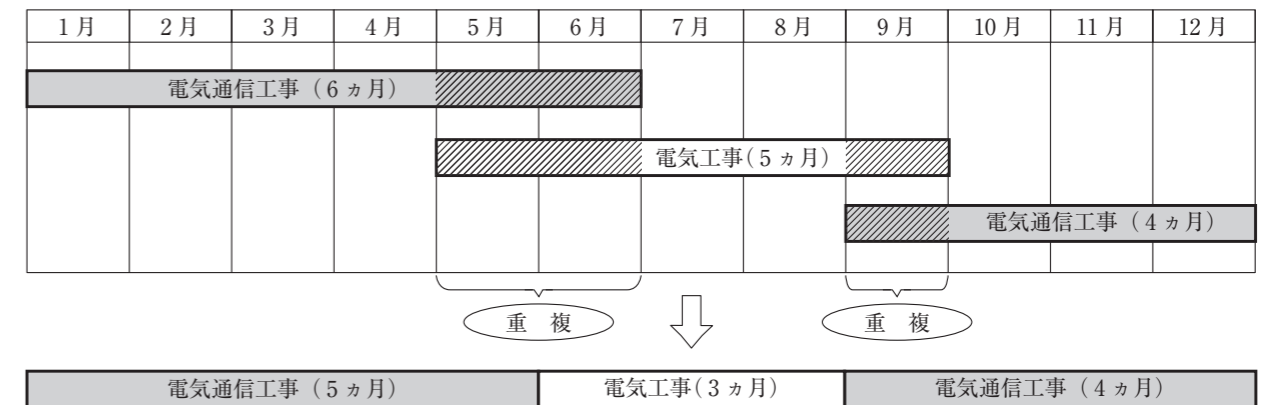 1月 2月 3月 4月 5月 6月 7月 8月 9月 10月 11月 12月
電気通信工事（6ヵ月）
電気工事（5ヵ月）
電気通信工事（4ヵ月）
重 複 重 複
電気通信工事（5ヵ月） 電気工事（3ヵ月） 電気通信工事（4ヵ月）